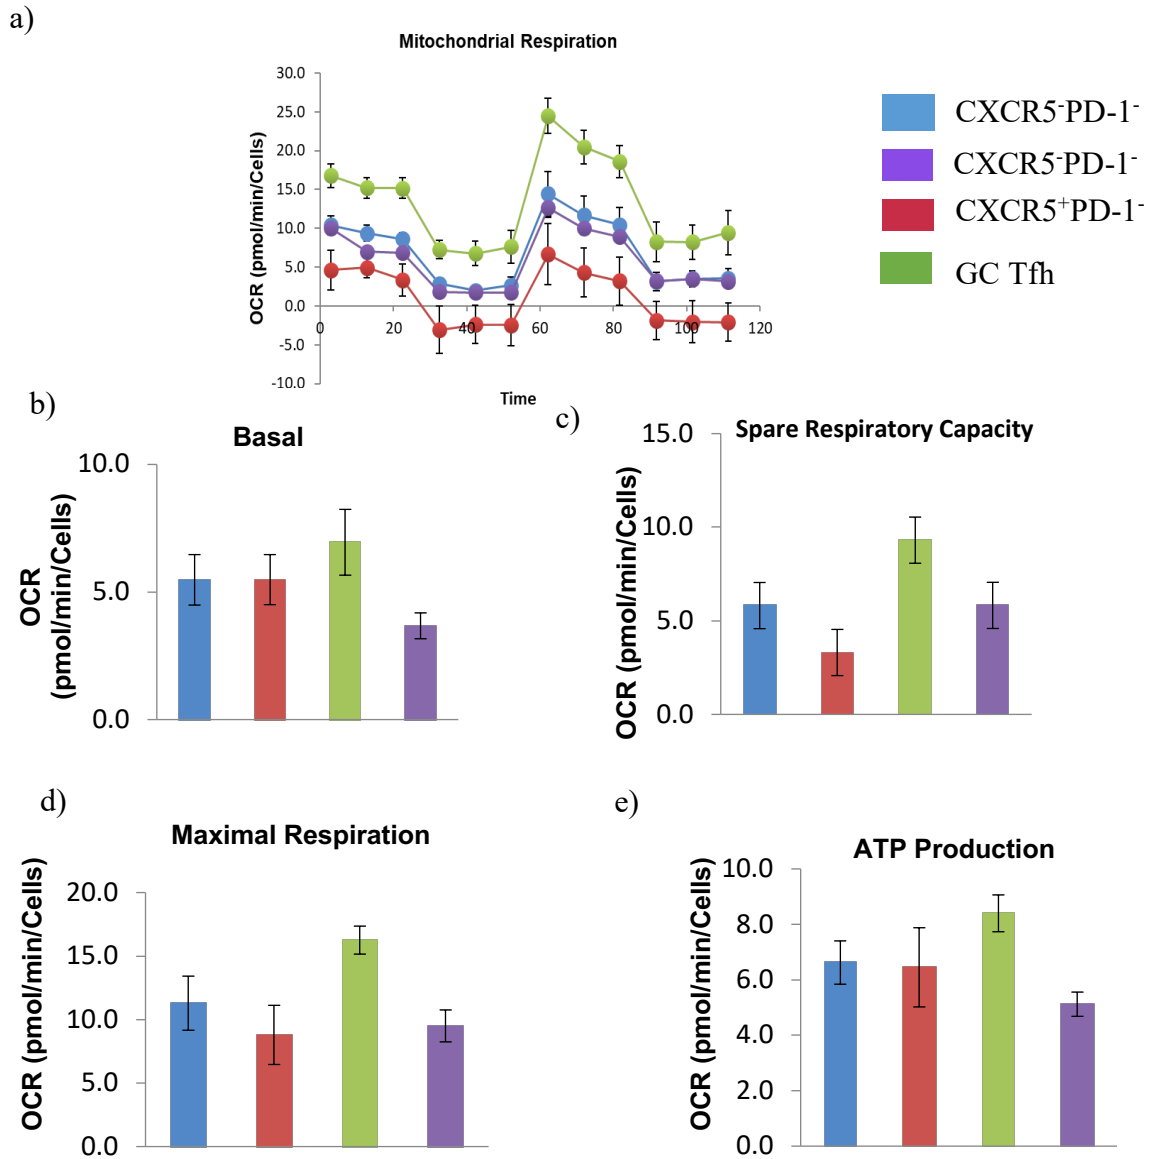 a)
Mitochondrial Respiration
OCR (pmol/min/Cells)
30.0
25.0
20.0
15.0
10.0
5.0
0.0
-5.0
-10.0
0 20 40 60 80 100 120
Time
CXCR5⁻PD-1⁻
CXCR5⁻PD-1⁻
CXCR5⁺PD-1⁻
GC Tfh
b)
Basal
OCR
(pmol/min/Cells)
10.0
5.0
0.0
c)
Spare Respiratory Capacity
OCR (pmol/min/Cells)
15.0
10.0
5.0
0.0
d)
Maximal Respiration
OCR (pmol/min/Cells)
20.0
15.0
10.0
5.0
0.0
e)
ATP Production
OCR (pmol/min/Cells)
10.0
8.0
6.0
4.0
2.0
0.0